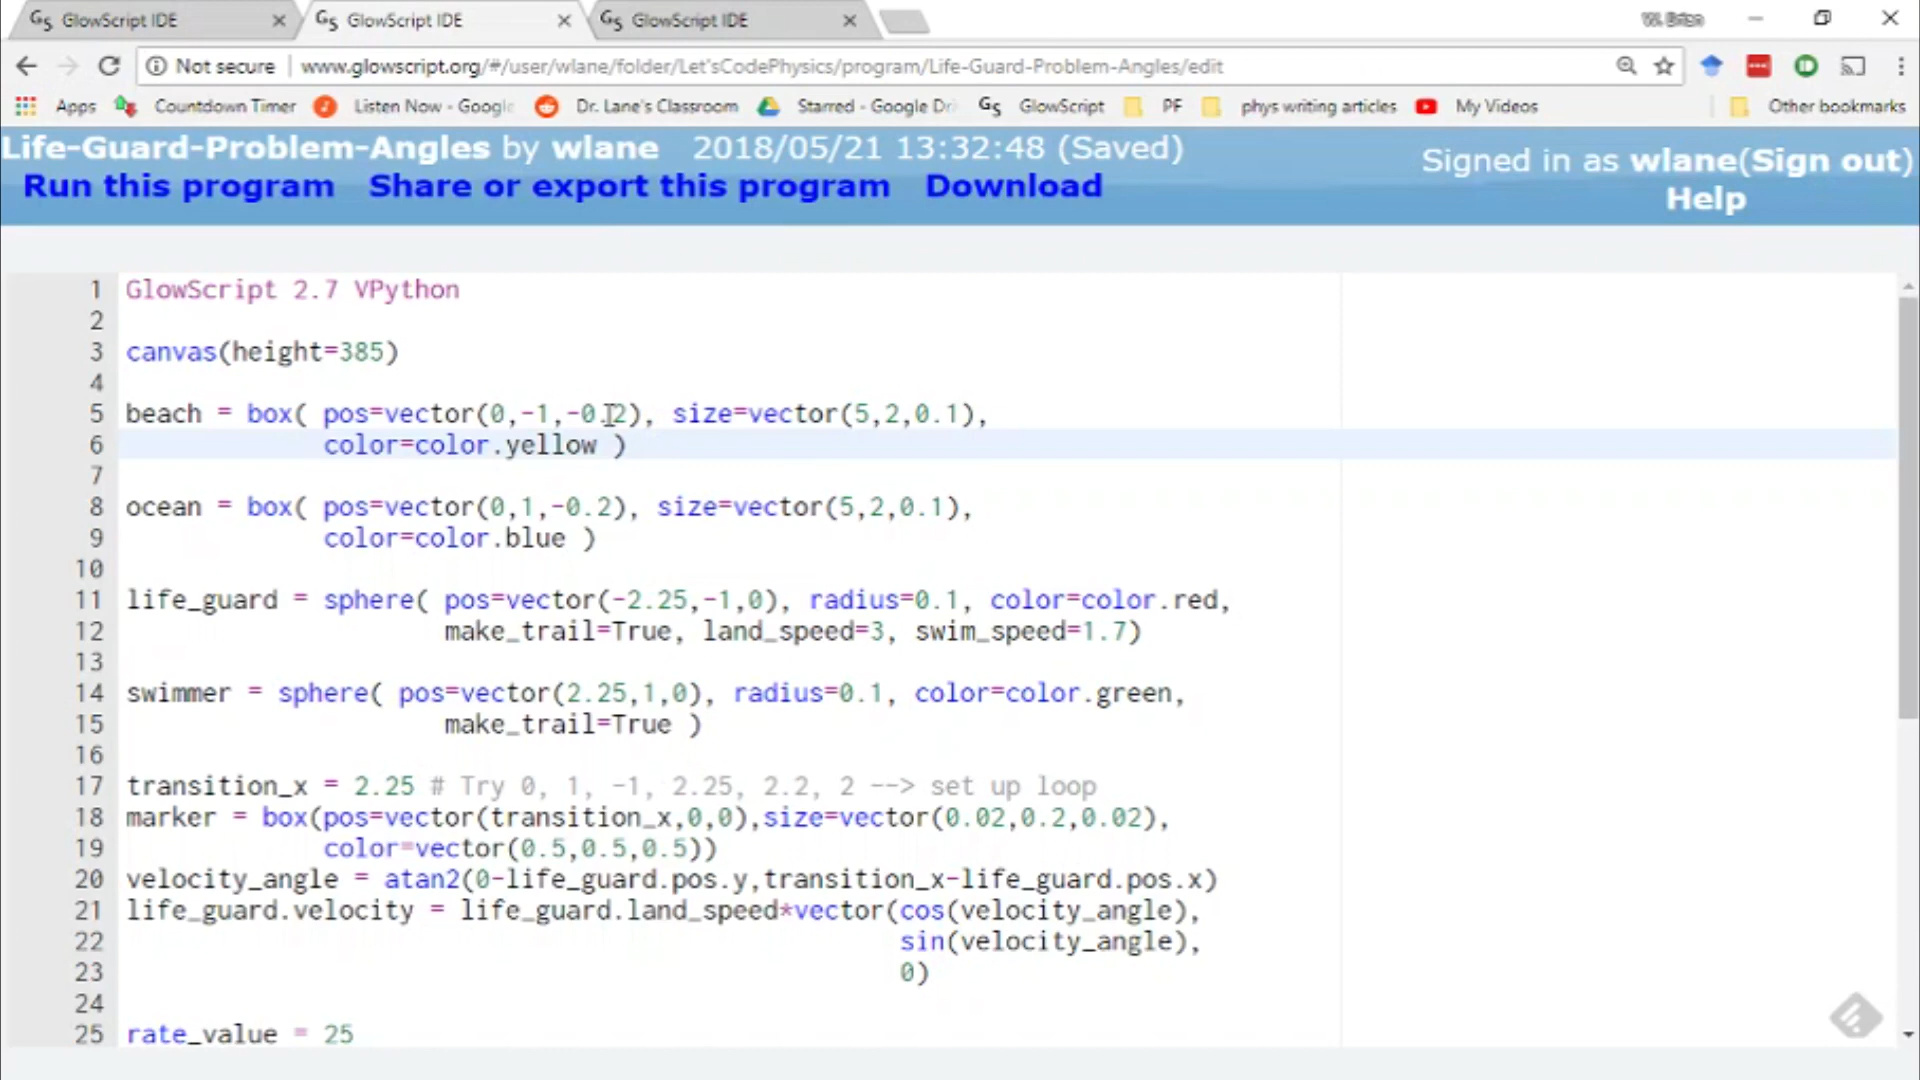 GlowScript IDE GlowScript IDE GlowScript IDE W. Brian
Not secure www.glowscript.org/#/user/wlane/folder/Let'sCodePhysics/program/Life-Guard-Problem-Angles/edit
Apps Countdown Timer Listen Now - Google Dr. Lane's Classroom Starred - Google Dri GS GlowScript PF phys writing articles My Videos Other bookmarks
Life-Guard-Problem-Angles by wlane 2018/05/21 13:32:48 (Saved) Signed in as wlane(Sign out)
Run this program Share or export this program Download Help
1 GlowScript 2.7 VPython
2
3 canvas(height=385)
4
5 beach = box( pos=vector(0,-1,-0.2), size=vector(5,2,0.1),
6 color=color.yellow )
7
8 ocean = box( pos=vector(0,1,-0.2), size=vector(5,2,0.1),
9 color=color.blue )
10
11 life_guard = sphere( pos=vector(-2.25,-1,0), radius=0.1, color=color.red,
12 make_trail=True, land_speed=3, swim_speed=1.7)
13
14 swimmer = sphere( pos=vector(2.25,1,0), radius=0.1, color=color.green,
15 make_trail=True )
16
17 transition_x = 2.25 # Try 0, 1, -1, 2.25, 2.2, 2 --> set up loop
18 marker = box(pos=vector(transition_x,0,0),size=vector(0.02,0.2,0.02),
19 color=vector(0.5,0.5,0.5))
20 velocity_angle = atan2(0-life_guard.pos.y,transition_x-life_guard.pos.x)
21 life_guard.velocity = life_guard.land_speed*vector(cos(velocity_angle),
22 sin(velocity_angle),
23 0)
24
25 rate_value = 25